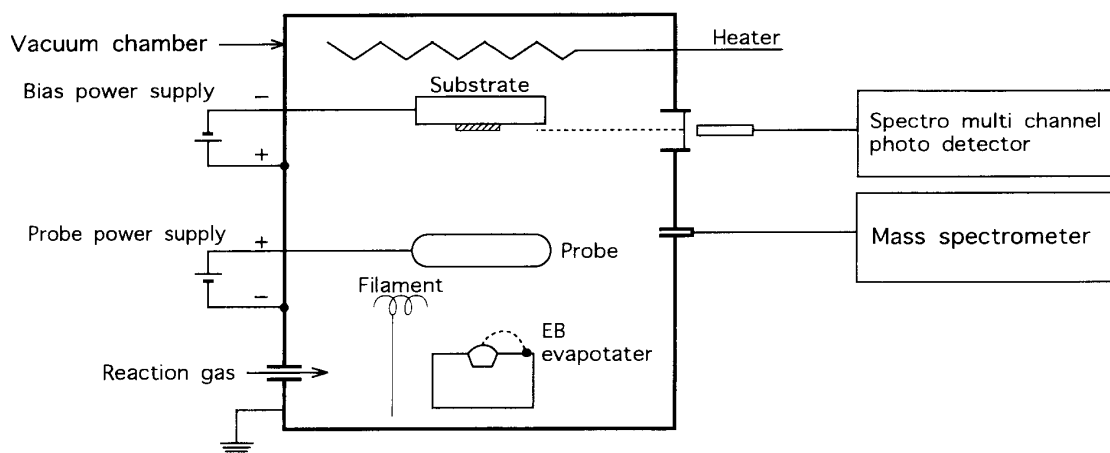 Vacuum chamber
Heater
Bias power supply
−
Substrate
+
Spectro multi channel
photo detector
Probe power supply
+
Probe
Mass spectrometer
Filament
−
EB
evapotater
Reaction gas